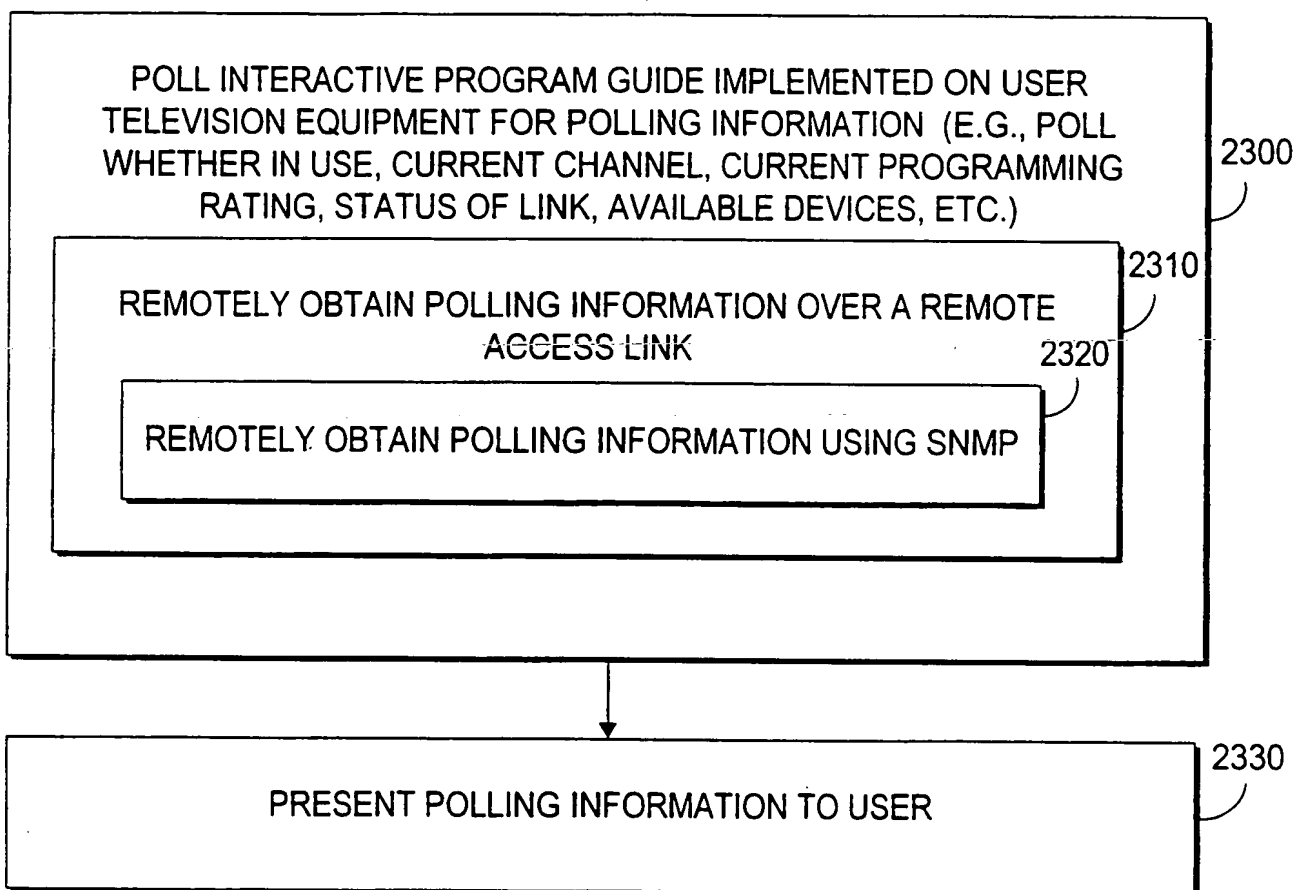 POLL INTERACTIVE PROGRAM GUIDE IMPLEMENTED ON USER
TELEVISION EQUIPMENT FOR POLLING INFORMATION (E.G., POLL
WHETHER IN USE, CURRENT CHANNEL, CURRENT PROGRAMMING
RATING, STATUS OF LINK, AVAILABLE DEVICES, ETC.)
2300
2310
REMOTELY OBTAIN POLLING INFORMATION OVER A REMOTE
ACCESS LINK
2320
REMOTELY OBTAIN POLLING INFORMATION USING SNMP
2330
PRESENT POLLING INFORMATION TO USER